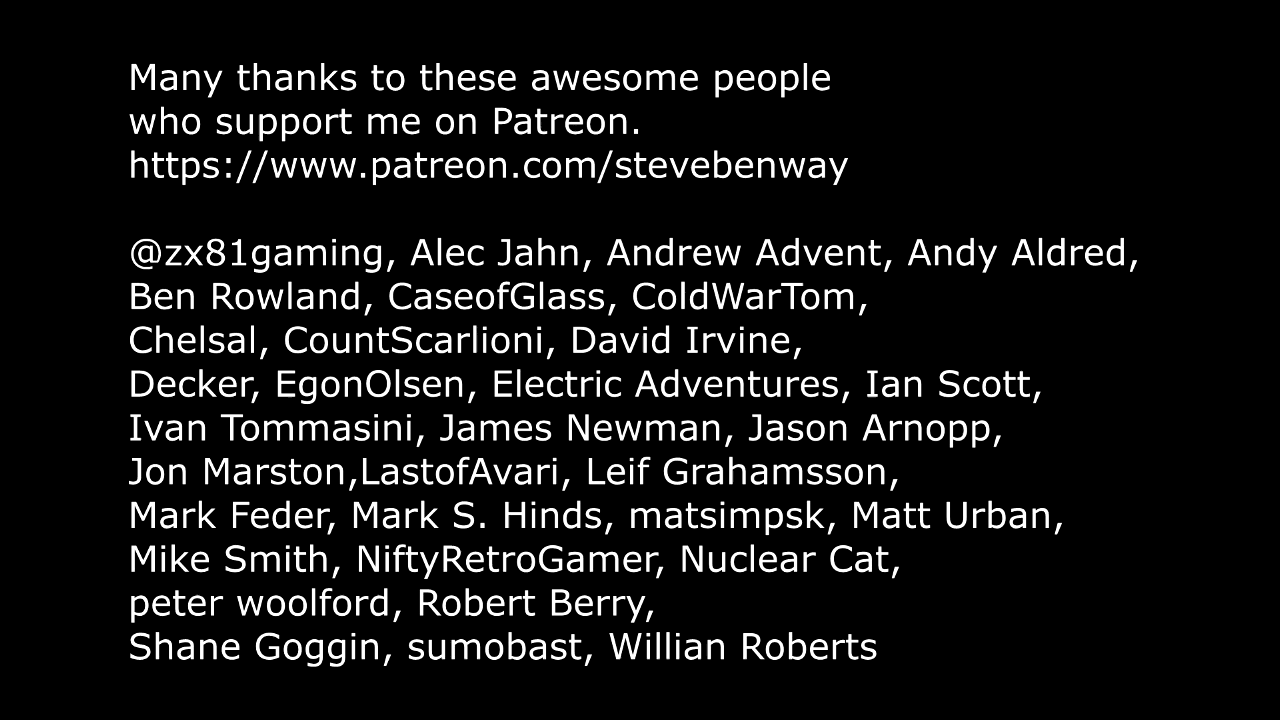 Many thanks to these awesome people
who support me on Patreon.
https://www.patreon.com/stevebenway
@zx81gaming, Alec Jahn, Andrew Advent, Andy Aldred,
Ben Rowland, CaseofGlass, ColdWarTom,
Chelsal, CountScarlioni, David Irvine,
Decker, EgonOlsen, Electric Adventures, Ian Scott,
Ivan Tommasini, James Newman, Jason Arnopp,
Jon Marston,LastofAvari, Leif Grahamsson,
Mark Feder, Mark S. Hinds, matsimpsk, Matt Urban,
Mike Smith, NiftyRetroGamer, Nuclear Cat,
peter woolford, Robert Berry,
Shane Goggin, sumobast, Willian Roberts